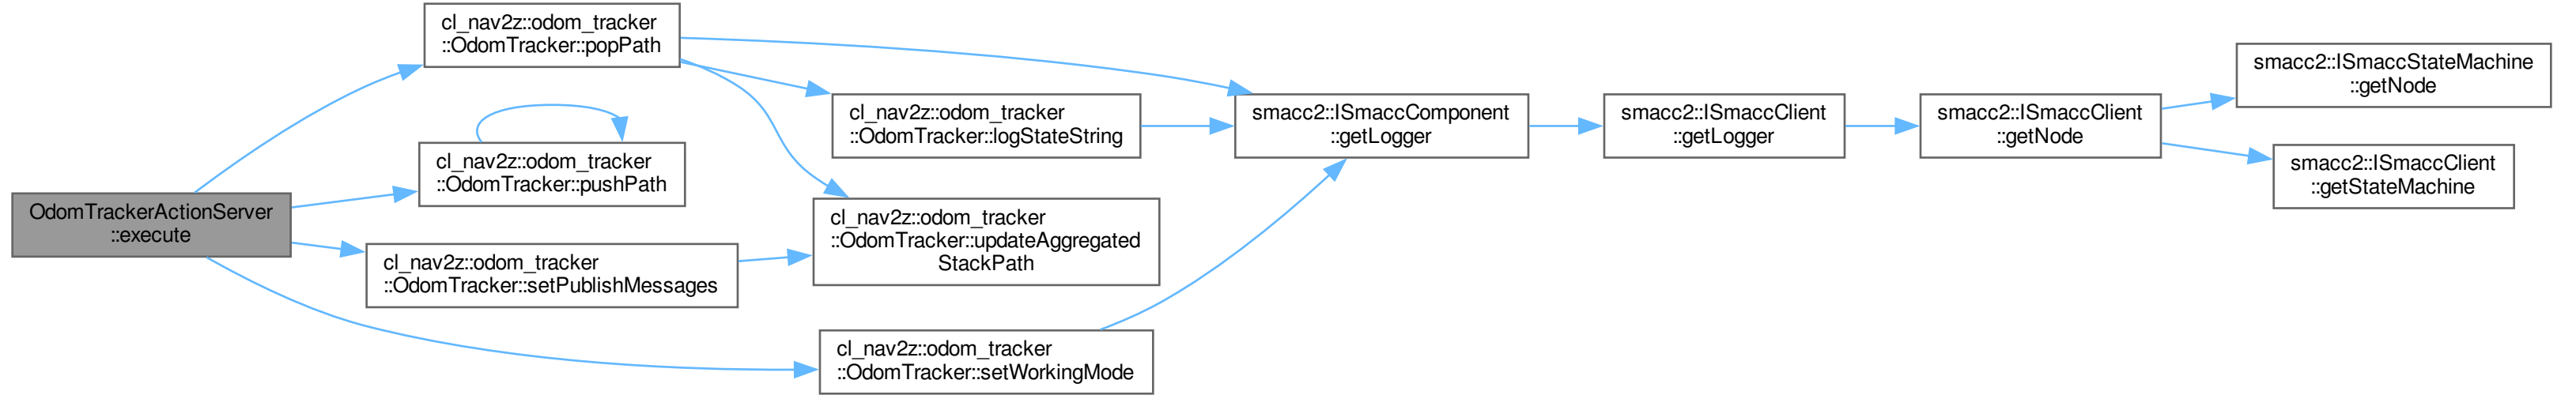 OdomTrackerActionServer
::execute
cl_nav2z::odom_tracker
::OdomTracker::popPath
cl_nav2z::odom_tracker
::OdomTracker::pushPath
cl_nav2z::odom_tracker
::OdomTracker::setPublishMessages
cl_nav2z::odom_tracker
::OdomTracker::logStateString
cl_nav2z::odom_tracker
::OdomTracker::updateAggregated
StackPath
cl_nav2z::odom_tracker
::OdomTracker::setWorkingMode
smacc2::ISmaccComponent
::getLogger
smacc2::ISmaccClient
::getLogger
smacc2::ISmaccClient
::getNode
smacc2::ISmaccStateMachine
::getNode
smacc2::ISmaccClient
::getStateMachine